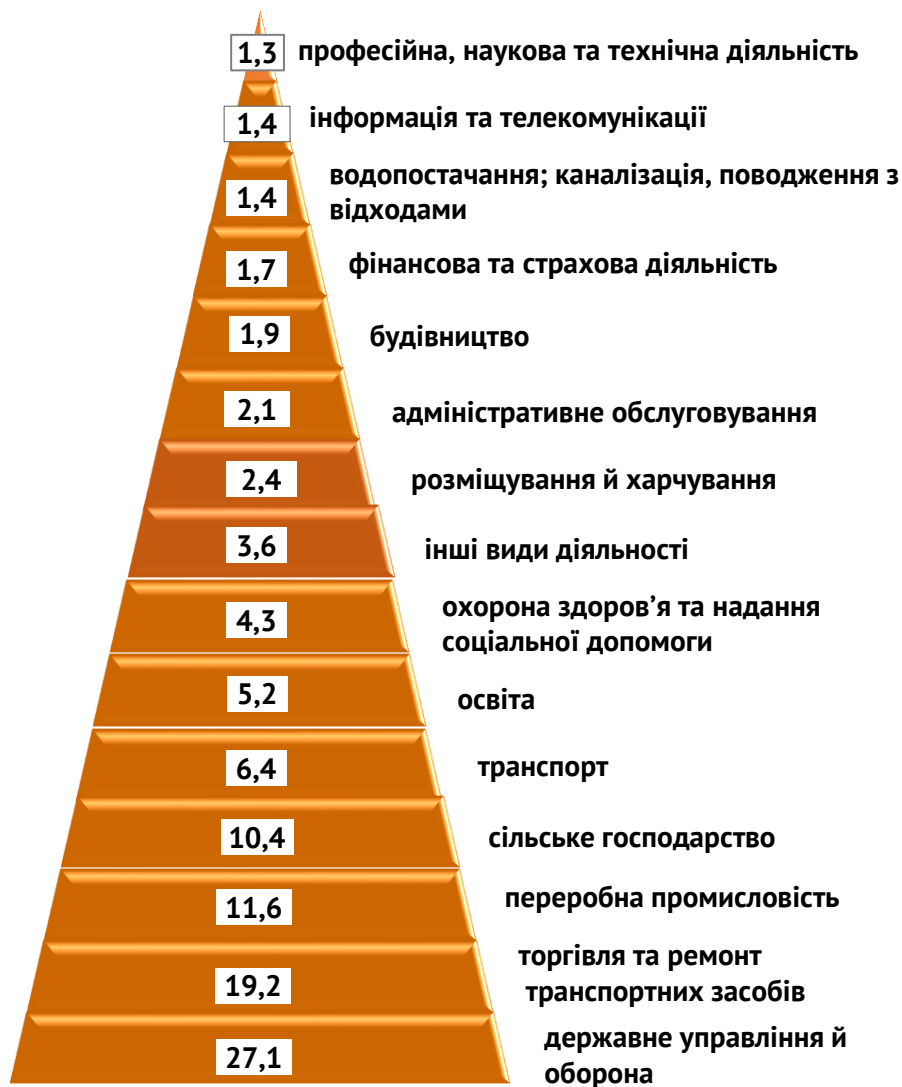 1,3 професійна, наукова та технічна діяльність
1,4 інформація та телекомунікації
водопостачання; каналізація, поводження з
1,4 відходами
1,7 фінансова та страхова діяльність
1,9 будівництво
2,1 адміністративне обслуговування
2,4 розміщування й харчування
3,6 інші види діяльності
охорона здоров’я та надання
4,3 соціальної допомоги
5,2 освіта
6,4 транспорт
10,4 сільське господарство
11,6 переробна промисловість
торгівля та ремонт
19,2 транспортних засобів
державне управління й
27,1 оборона